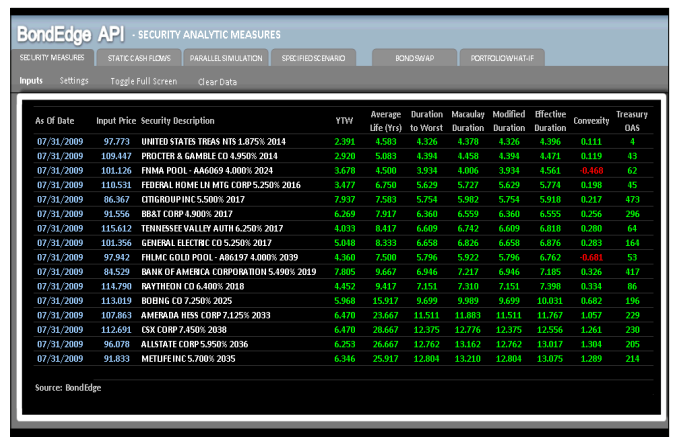 BondEdge API - SECURITY ANALYTIC MEASURES
SECURITY MEASURES STATIC CASH FLOWS PARALLEL SIMULATION SPECIFIED SCENARIO BOND SWAP PORTFOLIO WHAT-IF
Inputs Settings Toggle Full Screen Clear Data
As Of Date Input Price Security Description YTW Average Life (Yrs) Duration to Worst Macaulay Duration Modified Duration Effective Duration Convexity Treasury OAS
07/31/2009 97.773 UNITED STATES TREAS NTS 1.875% 2014 2.391 4.583 4.326 4.378 4.326 4.396 0.111 4
07/31/2009 109.447 PROCTER & GAMBLE CO 4.950% 2024 2.920 5.083 4.394 4.458 4.394 4.471 0.119 43
07/31/2009 101.126 FNMA POOL - AA6069 4.000% 2024 3.678 4.500 3.934 4.006 3.934 4.561 -0.468 62
07/31/2009 110.531 FEDERAL HOME LN MTG CORP 5.250% 2016 3.477 6.750 5.629 5.727 5.629 5.774 0.198 45
07/31/2009 86.367 CITIGROUP INC 5.500% 2017 7.937 7.583 5.754 5.982 5.754 5.918 0.217 473
07/31/2009 91.556 BB&T CORP 4.900% 2017 6.269 7.917 6.360 6.559 6.360 6.555 0.256 296
07/31/2009 115.612 TENNESSEE VALLEY AUTH 6.250% 2017 4.033 8.417 6.609 6.742 6.609 6.818 0.280 64
07/31/2009 101.356 GENERAL ELECTRIC CO 5.250% 2017 5.048 8.333 6.658 6.826 6.658 6.876 0.283 164
07/31/2009 97.942 FHLMC GOLD POOL - A86197 4.000% 2039 4.360 7.500 5.796 5.922 5.796 6.762 -0.681 53
07/31/2009 84.529 BANK OF AMERICA CORPORATION 5.490% 2019 7.805 9.667 6.946 7.217 6.946 7.185 0.326 417
07/31/2009 114.790 RAYTHEON CO 6.400% 2018 4.452 9.417 7.151 7.310 7.151 7.398 0.334 86
07/31/2009 113.019 BOEING CO 7.250% 2025 5.968 15.917 9.699 9.989 9.699 10.031 0.682 196
07/31/2009 107.863 AMERADA HESS CORP 7.125% 2033 6.470 23.667 11.511 11.883 11.511 11.767 1.057 229
07/31/2009 112.691 CSX CORP 7.450% 2038 6.470 28.667 12.375 12.776 12.375 12.556 1.261 230
07/31/2009 96.078 ALLSTATE CORP 5.950% 2036 6.253 26.667 12.762 13.162 12.762 13.017 1.304 205
07/31/2009 91.833 METLIFE INC 5.700% 2035 6.346 25.917 12.804 13.210 12.804 13.075 1.289 214
Source: BondEdge